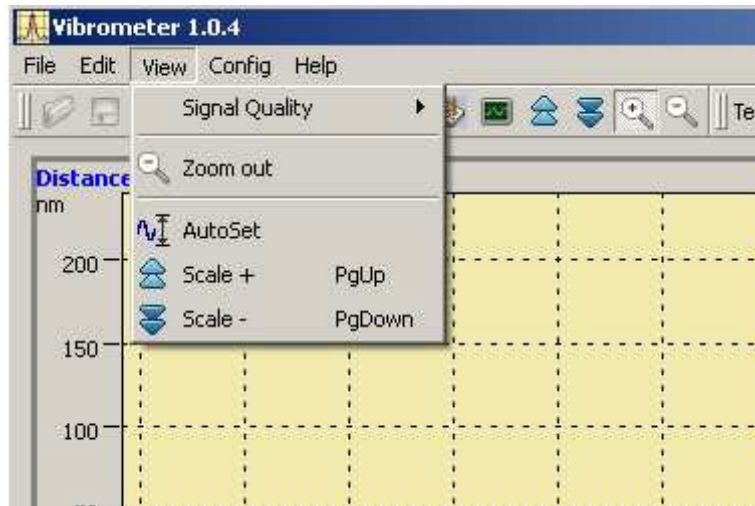 Vibrometer 1.0.4
File Edit View Config Help
Signal Quality
Zoom out
AutoSet
Scale + PgUp
Scale - PgDown
Distance
nm
200
150
100